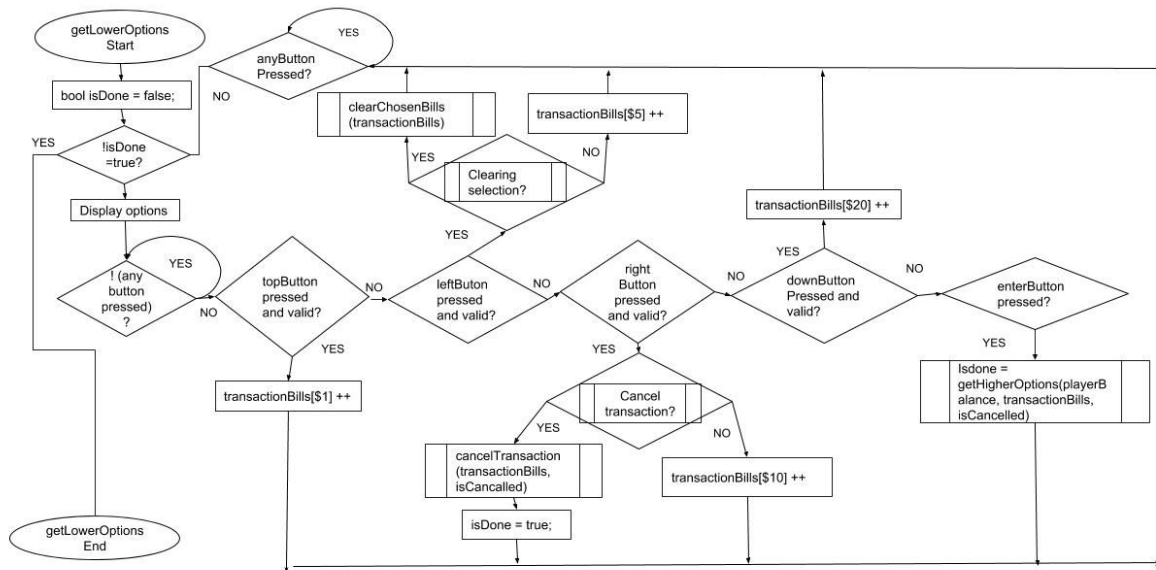 getLowerOptions
Start
bool isDone = false;
YES
!isDone
=true?
Display options
! (any
button
pressed)
?
YES
NO
anyButton
Pressed?
YES
NO
topButton
pressed
and valid?
NO
YES
transactionBills[$1] ++
leftButton
pressed
and valid?
YES
NO
Clearing
selection?
YES
NO
clearChosenBills
(transactionBills)
transactionBills[$5] ++
right
Button
pressed
and valid?
YES
NO
Cancel
transaction?
YES
NO
cancelTransaction
(transactionBills,
isCancalled)
isDone = true;
transactionBills[$10] ++
downButton
Pressed and
valid?
YES
NO
transactionBills[$20] ++
enterButton
pressed?
YES
Isdone =
getHigherOptions(playerB
alance, transactionBills,
isCancelled)
getLowerOptions
End